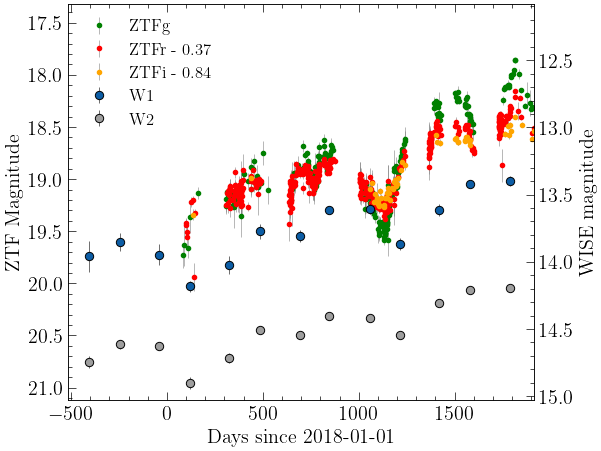 ZTFg
ZTFr - 0.37
ZTFi - 0.84
W1
W2
17.5
18.0
18.5
19.0
19.5
20.0
20.5
21.0
ZTF Magnitude
12.5
13.0
13.5
14.0
14.5
15.0
WISE magnitude
−500 0 500 1000 1500
Days since 2018-01-01